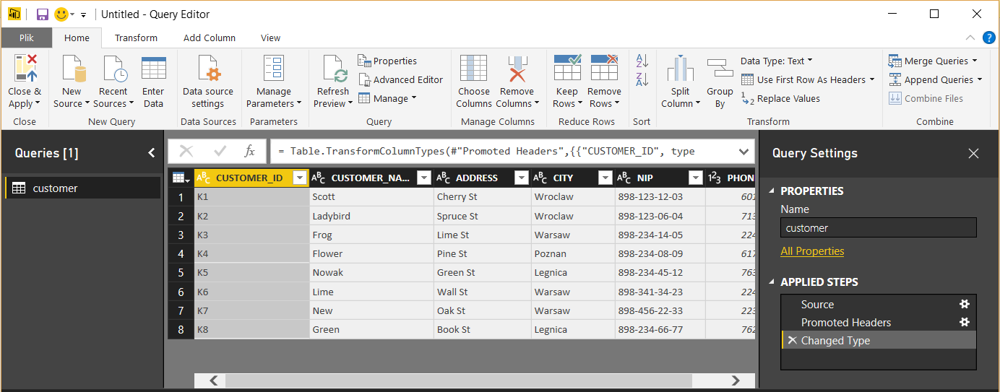 Untitled - Query Editor
Plik Home Transform Add Column View
Close & Apply
New Source
Recent Sources
Enter Data
Data source settings
Manage Parameters
Refresh Preview
Properties
Advanced Editor
Manage
Choose Columns
Remove Columns
Keep Rows
Remove Rows
Split Column
Group By
Data Type: Text
Use First Row As Headers
Replace Values
Merge Queries
Append Queries
Combine Files
Close New Query Data Sources Parameters Query Manage Columns Reduce Rows Sort Transform Combine
Queries [1]
customer
fx = Table.TransformColumnTypes(#"Promoted Headers",{{"CUSTOMER_ID", type
CUSTOMER_ID CUSTOMER_NA... ADDRESS CITY NIP PHON
1 K1 Scott Cherry St Wroclaw 898-123-12-03 601
2 K2 Ladybird Spruce St Wroclaw 898-123-06-04 713
3 K3 Frog Lime St Warsaw 898-234-14-05 224
4 K4 Flower Pine St Poznan 898-234-08-09 617
5 K5 Nowak Green St Legnica 898-234-45-12 763
6 K6 Lime Wall St Warsaw 898-341-34-23 224
7 K7 New Oak St Warsaw 898-456-22-33 223
8 K8 Green Book St Legnica 898-234-66-77 762
Query Settings
PROPERTIES
Name
customer
All Properties
APPLIED STEPS
Source
Promoted Headers
Changed Type